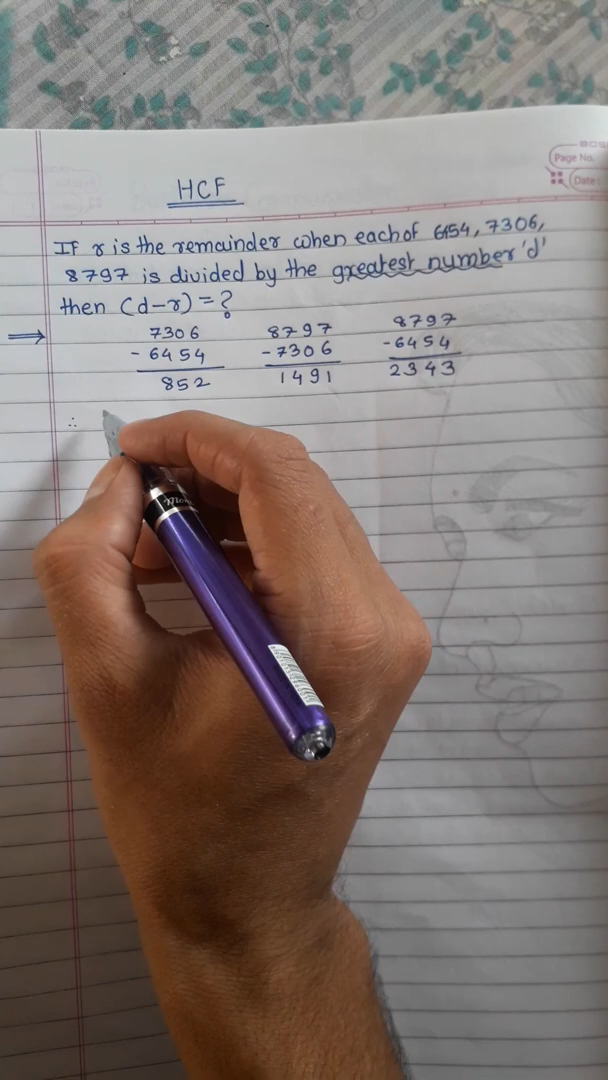 Page No.
Date:
HCF
If r is the remainder when each of 6454, 7306,
8797 is divided by the greatest number 'd'
then (d-r) = ?
⟹ 7306 8797 8797
- 6454 -7306 -6454
852 1491 2343
∴